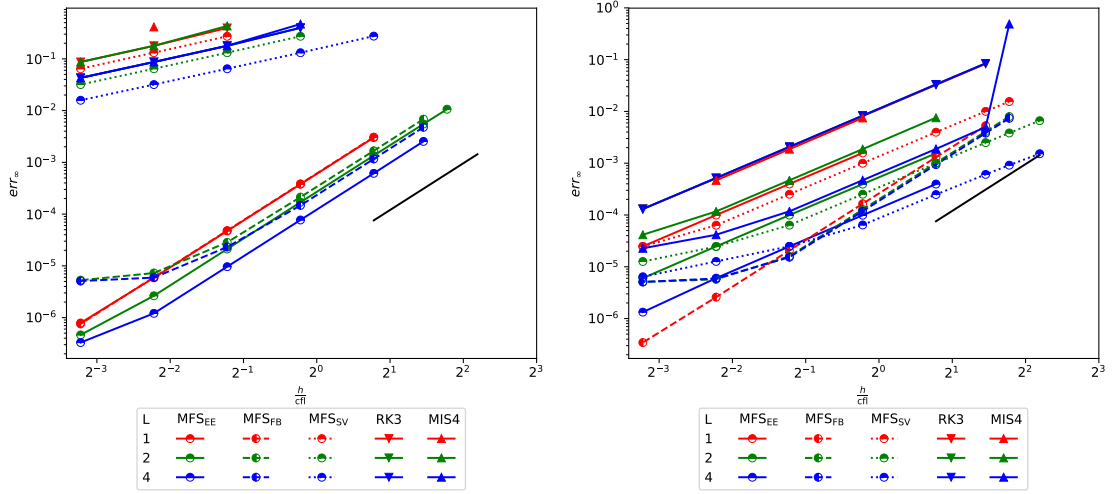 10⁻¹
10⁻²
10⁻³
10⁻⁴
10⁻⁵
10⁻⁶
err∞
2⁻³ 2⁻² 2⁻¹ 2⁰ 2¹ 2² 2³
h/cfl
L MFS_EE MFS_FB MFS_SV RK3 MIS4
1
2
4
10⁰
10⁻¹
10⁻²
10⁻³
10⁻⁴
10⁻⁵
10⁻⁶
err∞
2⁻³ 2⁻² 2⁻¹ 2⁰ 2¹ 2² 2³
h/cfl
L MFS_EE MFS_FB MFS_SV RK3 MIS4
1
2
4